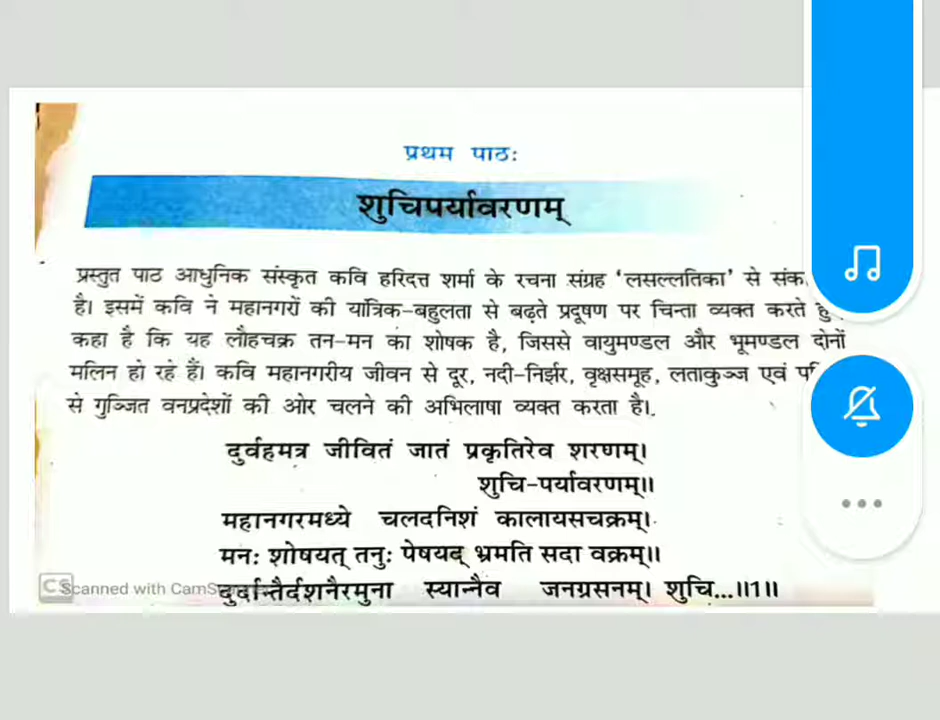 प्रथम पाठः
शुचिपर्यावरणम्
प्रस्तुत पाठ आधुनिक संस्कृत कवि हरिदत्त शर्मा के रचना संग्रह ‘लसल्लतिका’ से
है। इसमें कवि ने महानगरों की यांत्रिक-बहुलता से बढ़ते प्रदूषण पर चिन्ता व्यक्त करते
कहा है कि यह लौहचक्र तन-मन का शोषक है, जिससे वायुमण्डल और भूमण्डल दोनों
मलिन हो रहे हैं। कवि महानगरीय जीवन से दूर, नदी-निर्झर, वृक्षसमूह, लताकुञ्ज एवं
से गुञ्जित वनप्रदेशों की ओर चलने की अभिलाषा व्यक्त करता है।
दुर्वहमत्र जीवितं जातं प्रकृतिरेव शरणम्।
शुचि-पर्यावरणम्॥
महानगरमध्ये चलदनिशं कालायसचक्रम्।
मनः शोषयत् तनुः पेषयद् भ्रमति सदा वक्रम्॥
दुर्दान्तैर्दशनैरमुना स्यान्नैव जनग्रसनम्। शुचि...॥1॥
CS Scanned with